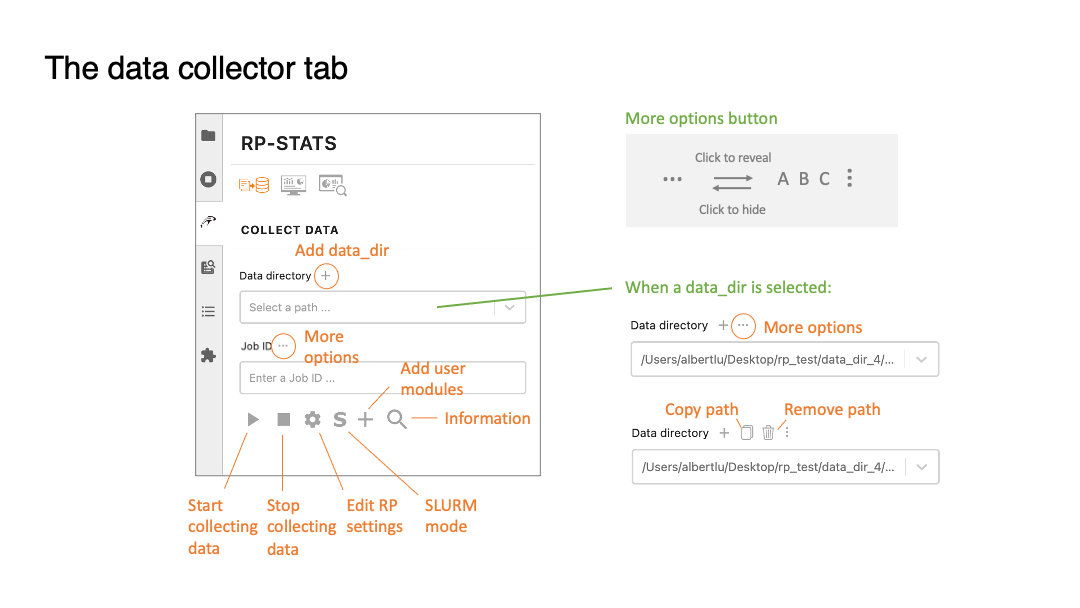 The data collector tab
RP-STATS
COLLECT DATA
Add data_dir
Data directory +
Select a path ...
Job ID ...
More
options
Enter a Job ID ...
Add user
modules
S +
Information
Start
collecting
data
Stop
collecting
data
Edit RP
settings
SLURM
mode
More options button
Click to reveal
... A B C
Click to hide
When a data_dir is selected:
Data directory + ...
More options
/Users/albertlu/Desktop/rp_test/data_dir_4/...
Copy path
Remove path
Data directory +
/Users/albertlu/Desktop/rp_test/data_dir_4/...